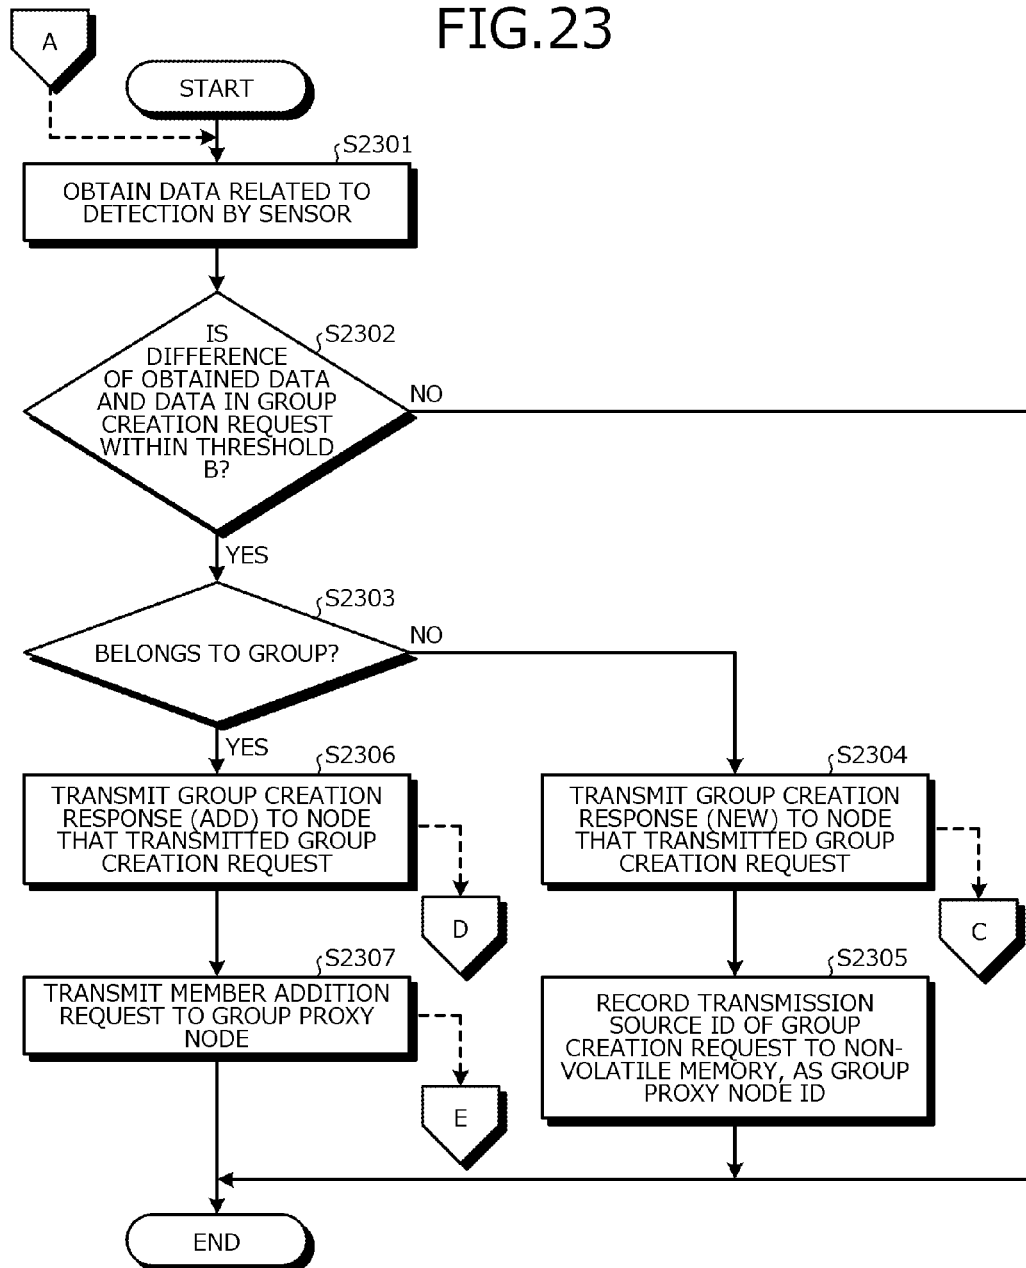 FIG.23
A
START
S2301
OBTAIN DATA RELATED TO
DETECTION BY SENSOR
S2302
IS
DIFFERENCE
OF OBTAINED DATA
AND DATA IN GROUP
CREATION REQUEST
WITHIN THRESHOLD
B?
NO
YES
S2303
BELONGS TO GROUP?
NO
YES
S2306
TRANSMIT GROUP CREATION
RESPONSE (ADD) TO NODE
THAT TRANSMITTED GROUP
CREATION REQUEST
D
S2304
TRANSMIT GROUP CREATION
RESPONSE (NEW) TO NODE
THAT TRANSMITTED GROUP
CREATION REQUEST
C
S2307
TRANSMIT MEMBER ADDITION
REQUEST TO GROUP PROXY
NODE
E
S2305
RECORD TRANSMISSION
SOURCE ID OF GROUP
CREATION REQUEST TO NON-
VOLATILE MEMORY, AS GROUP
PROXY NODE ID
END